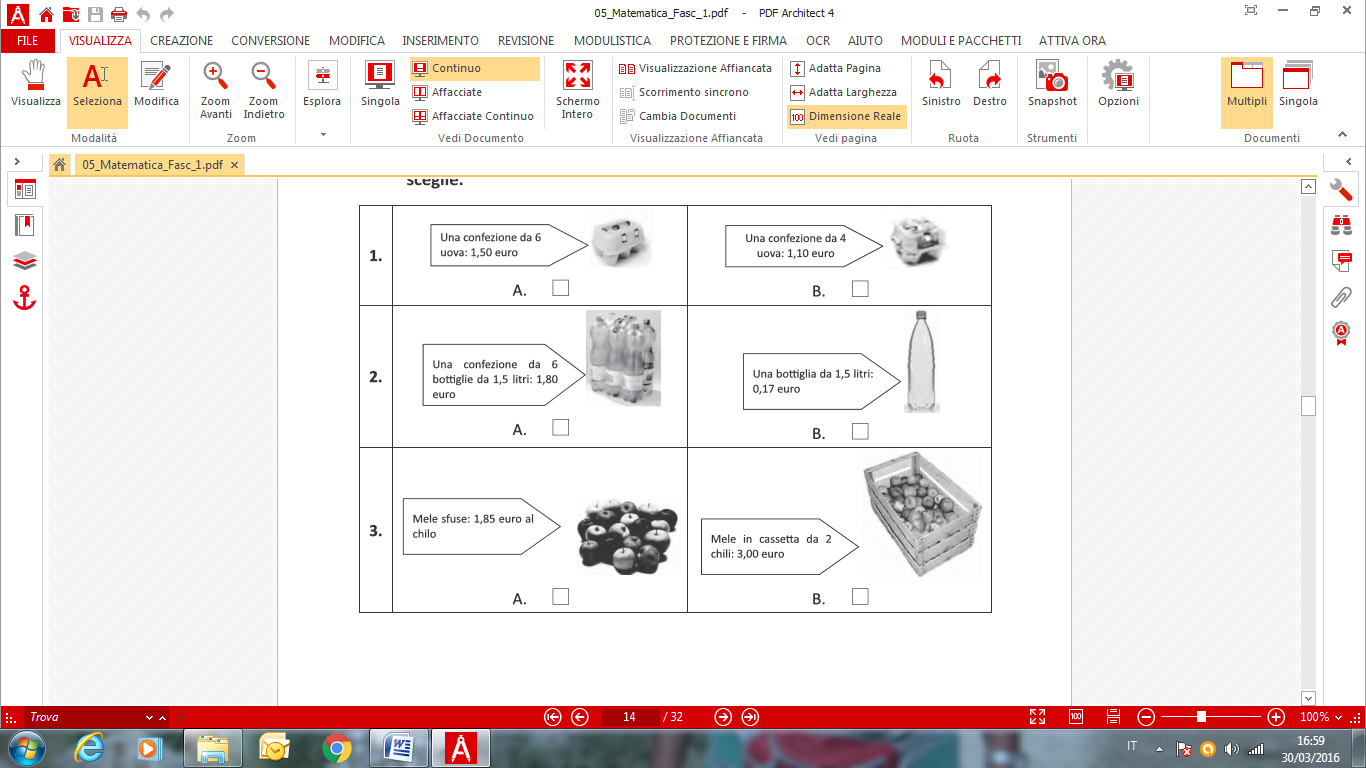 05_Matematica_Fasc_1.pdf - PDF Architect 4
FILE VISUALIZZA CREAZIONE CONVERSIONE MODIFICA INSERIMENTO REVISIONE MODULISTICA PROTEZIONE E FIRMA OCR AIUTO MODULI E PACCHETTI ATTIVA ORA
Visualizza
Seleziona
Modifica
Modalità
Zoom
Avanti
Zoom
Indietro
Zoom
Esplora
Singola
Continuo
Affacciate
Affacciate Continuo
Vedi Documento
Schermo
Intero
Visualizzazione Affiancata
Scorrimento sincrono
Cambia Documenti
Visualizzazione Affiancata
Adatta Pagina
Adatta Larghezza
100 Dimensione Reale
Vedi pagina
Sinistro
Destro
Ruota
Snapshot
Strumenti
Opzioni
Multipli
Singola
Documenti
05_Matematica_Fasc_1.pdf
sceglie.
1.
Una confezione da 6
uova: 1,50 euro
A.
Una confezione da 4
uova: 1,10 euro
B.
2.
Una confezione da 6
bottiglie da 1,5 litri: 1,80
euro
A.
Una bottiglia da 1,5 litri:
0,17 euro
B.
3.
Mele sfuse: 1,85 euro al
chilo
A.
Mele in cassetta da 2
chili: 3,00 euro
B.
Trova
14 / 32
100
100%
IT
16:59
30/03/2016